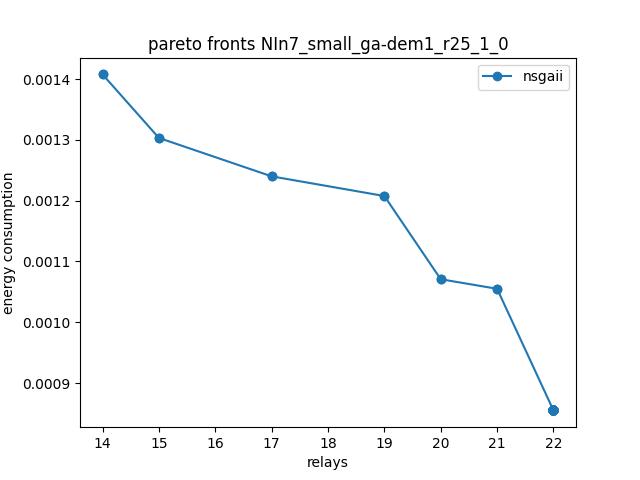 pareto fronts NIn7_small_ga-dem1_r25_1_0
nsgaii
energy consumption
0.0014
0.0013
0.0012
0.0011
0.0010
0.0009
14 15 16 17 18 19 20 21 22
relays